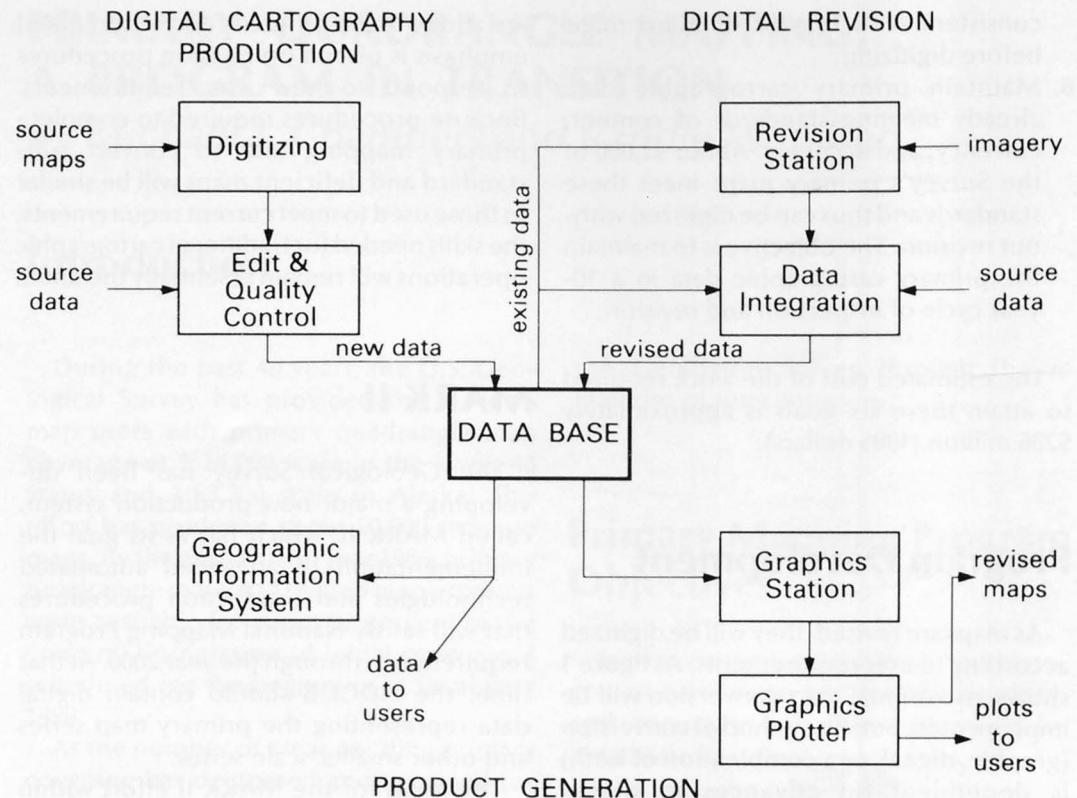 DIGITAL CARTOGRAPHY
PRODUCTION
DIGITAL REVISION
source
maps
Digitizing
Revision
Station
imagery
existing data
source
data
Edit &
Quality
Control
Data
Integration
source
data
new data
revised data
DATA BASE
Geographic
Information
System
Graphics
Station
revised
maps
data
to
users
Graphics
Plotter
plots
to
users
PRODUCT GENERATION